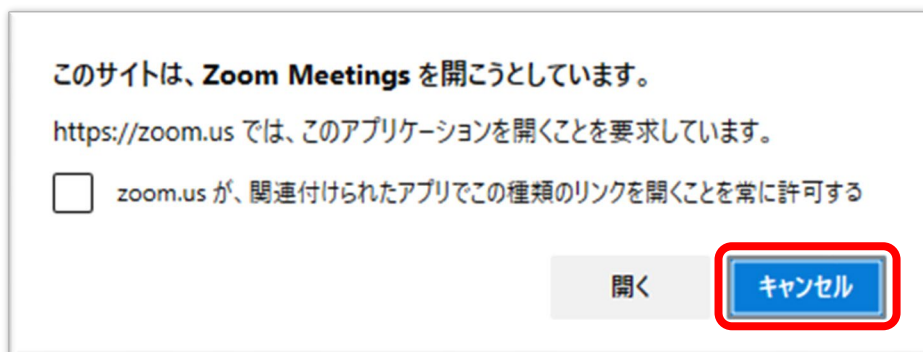 このサイトは、Zoom Meetings を開こうとしています。
https://zoom.us では、このアプリケーションを開くことを要求しています。
zoom.us が、関連付けられたアプリでこの種類のリンクを開くことを常に許可する
開く
キャンセル